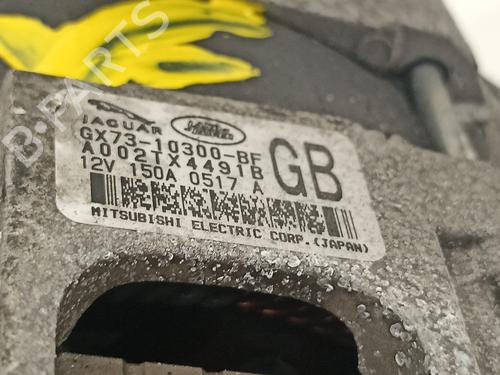 JAGUAR
LAND ROVER
GX73-10300-BF
A002TX4491B
12V 150A 0517 A
GB
MITSUBISHI ELECTRIC CORP.(JAPAN)
B-PARTS